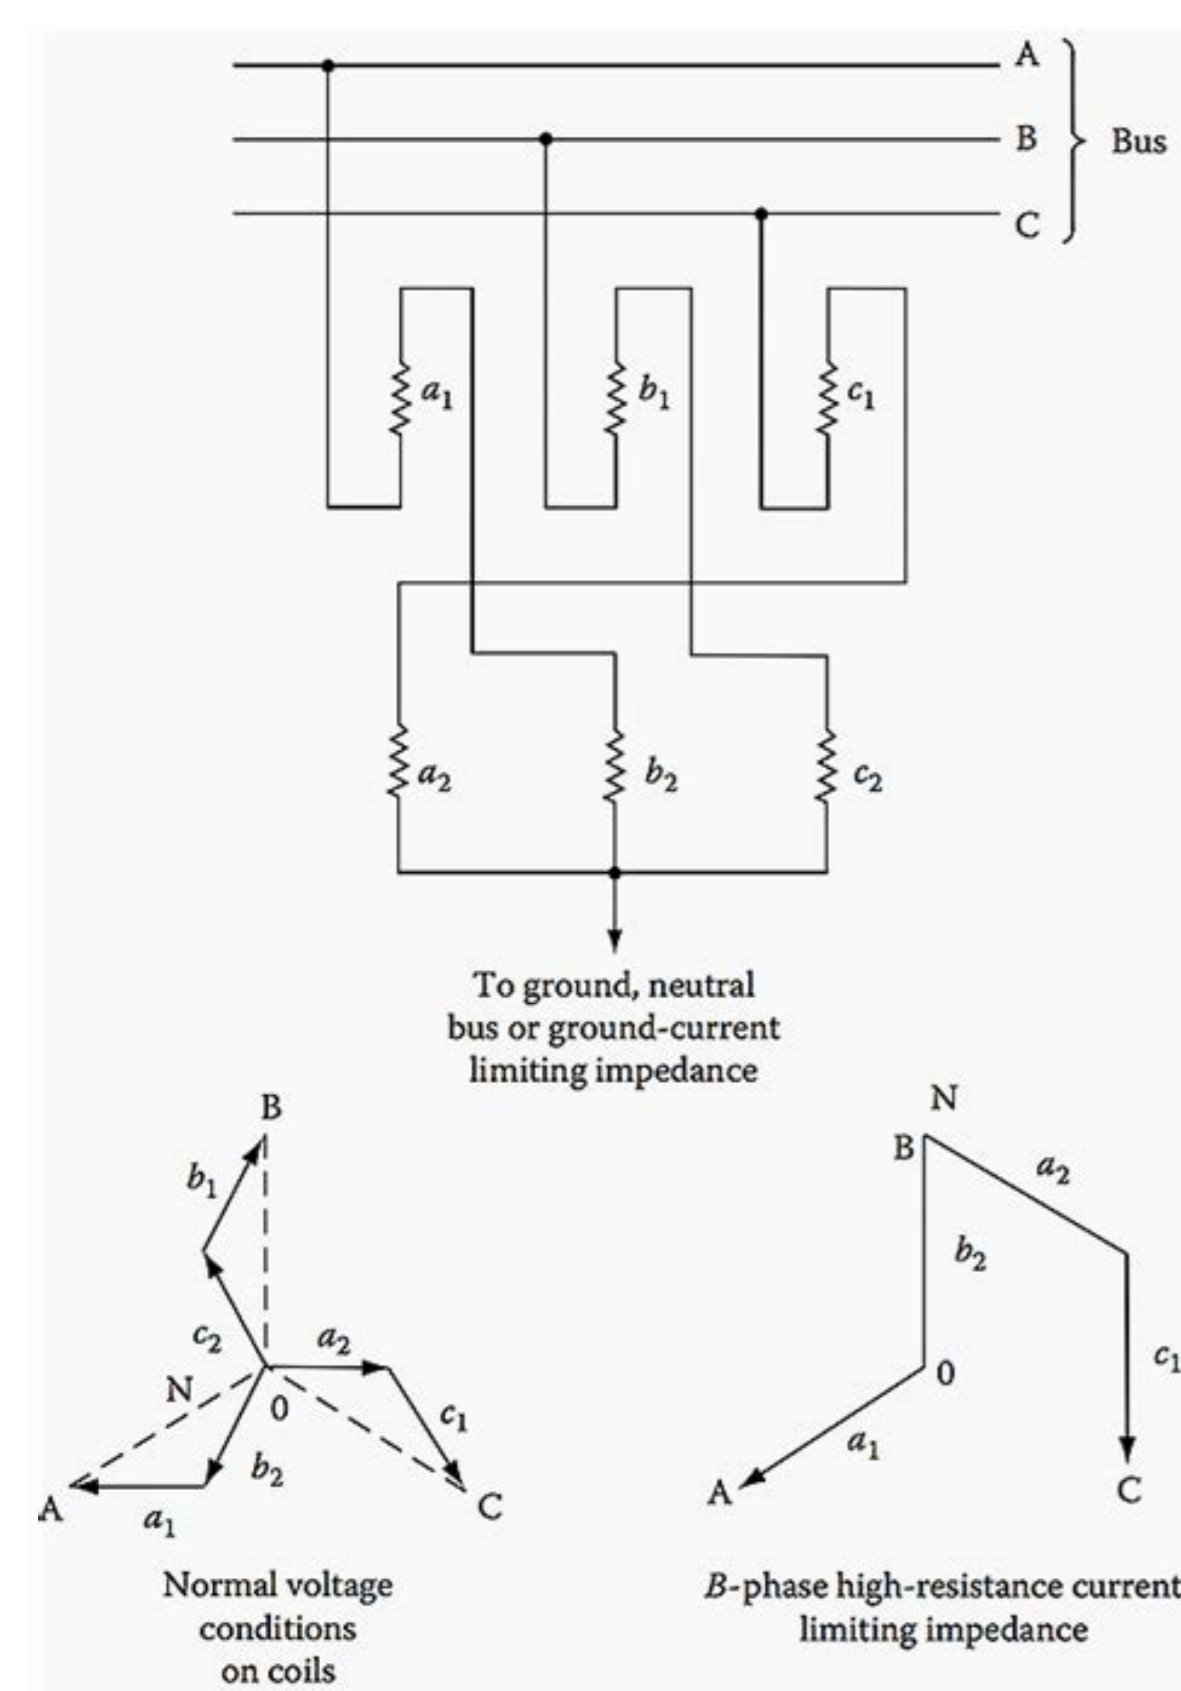 A
B
Bus
C
a₁
b₁
c₁
a₂
b₂
c₂
To ground, neutral
bus or ground-current
limiting impedance
B
b₁
c₂
a₂
N
0
c₁
b₂
A
a₁
C
Normal voltage
conditions
on coils
N
B
a₂
b₂
0
c₁
a₁
A
C
B-phase high-resistance current
limiting impedance